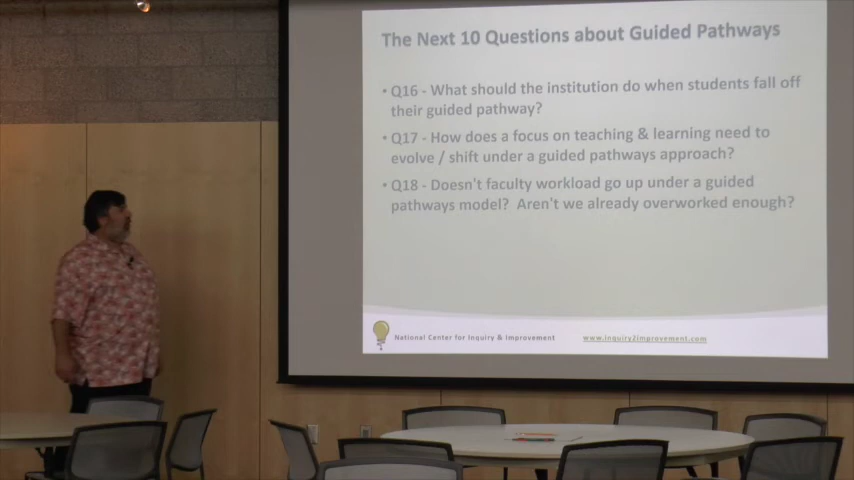 The Next 10 Questions about Guided Pathways
• Q16 - What should the institution do when students fall off
their guided pathway?
• Q17 - How does a focus on teaching & learning need to
evolve / shift under a guided pathways approach?
• Q18 - Doesn't faculty workload go up under a guided
pathways model? Aren't we already overworked enough?
National Center for Inquiry & Improvement
www.inquiry2improvement.com